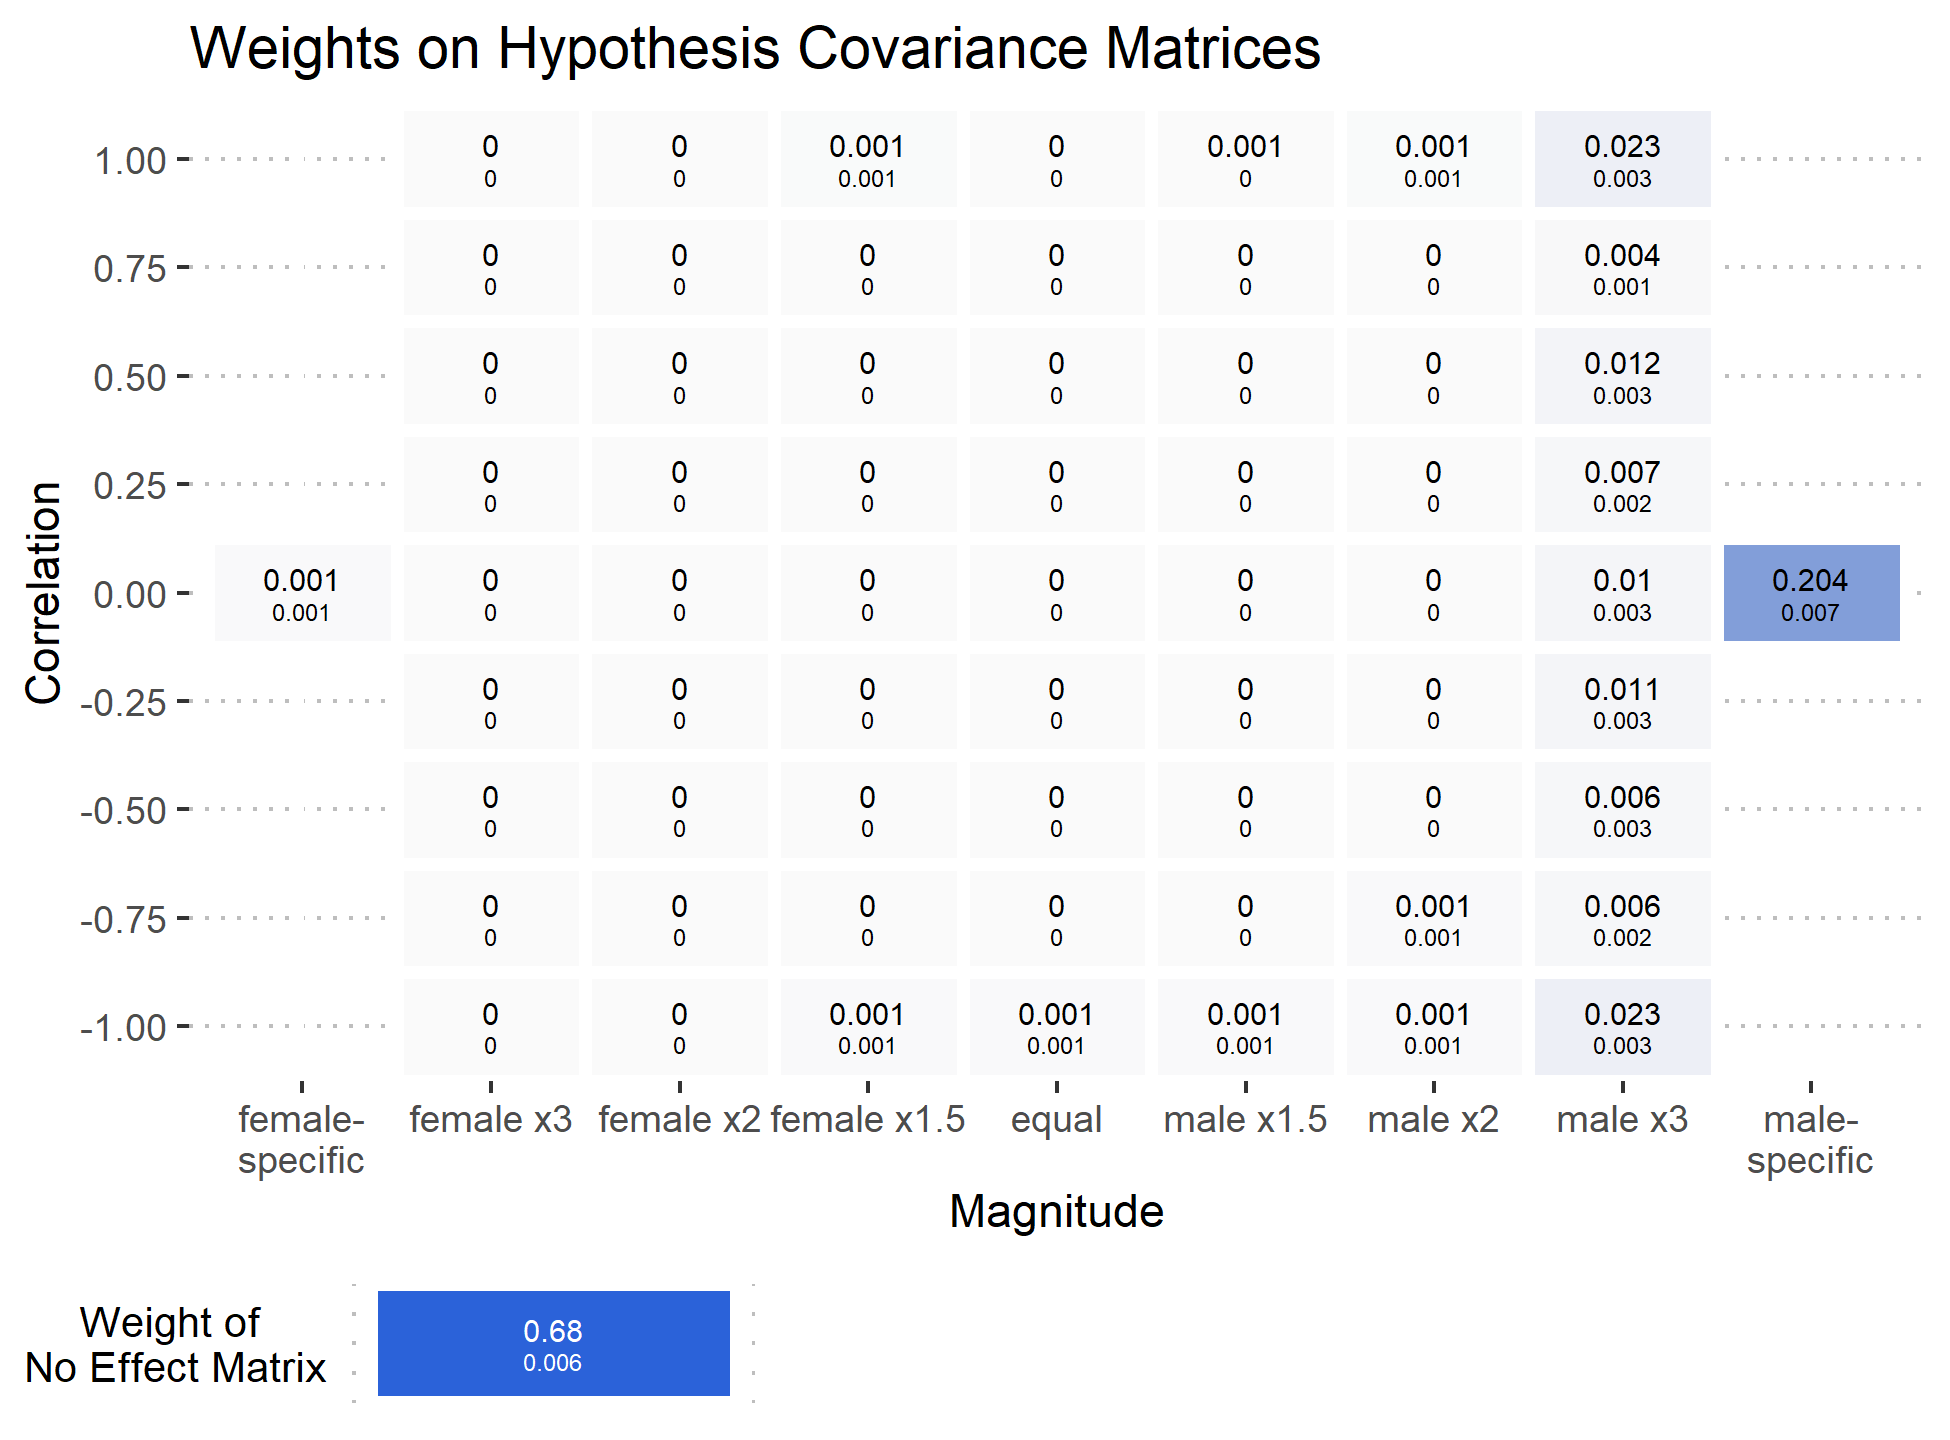 Weights on Hypothesis Covariance Matrices
1.00 0 0 0.001 0 0.001 0.001 0.023
0 0 0.001 0 0 0.001 0.003
0.75 0 0 0 0 0 0 0.004
0 0 0 0 0 0 0.001
0.50 0 0 0 0 0 0 0.012
0 0 0 0 0 0 0.003
0.25 0 0 0 0 0 0 0.007
0 0 0 0 0 0 0.002
Correlation
0.00 0.001 0 0 0 0 0 0 0.01 0.204
0.001 0 0 0 0 0 0 0.003 0.007
-0.25 0 0 0 0 0 0 0.011
0 0 0 0 0 0 0.003
-0.50 0 0 0 0 0 0 0.006
0 0 0 0 0 0 0.003
-0.75 0 0 0 0 0 0.001 0.006
0 0 0 0 0 0.001 0.002
-1.00 0 0 0.001 0.001 0.001 0.001 0.023
0 0 0.001 0.001 0.001 0.001 0.003
female- female x3 female x2 female x1.5 equal male x1.5 male x2 male x3 male-
specific specific
Magnitude
Weight of
No Effect Matrix
0.68
0.006